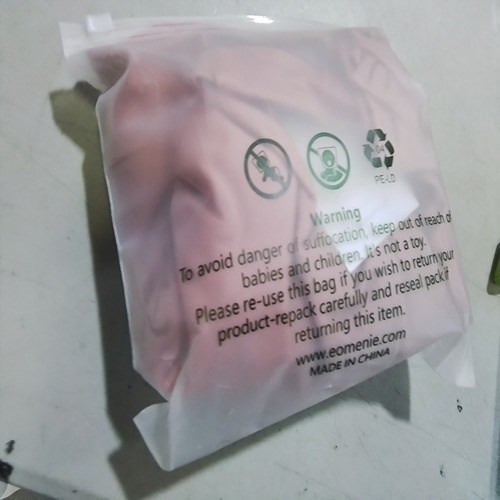 04
PE-LD
Warning
To avoid danger of suffocation, keep out of reach of
babies and children. It's not a toy.
Please re-use this bag if you wish to return your
product-repack carefully and reseal pack if
returning this item.
www.eomenie.com
MADE IN CHINA